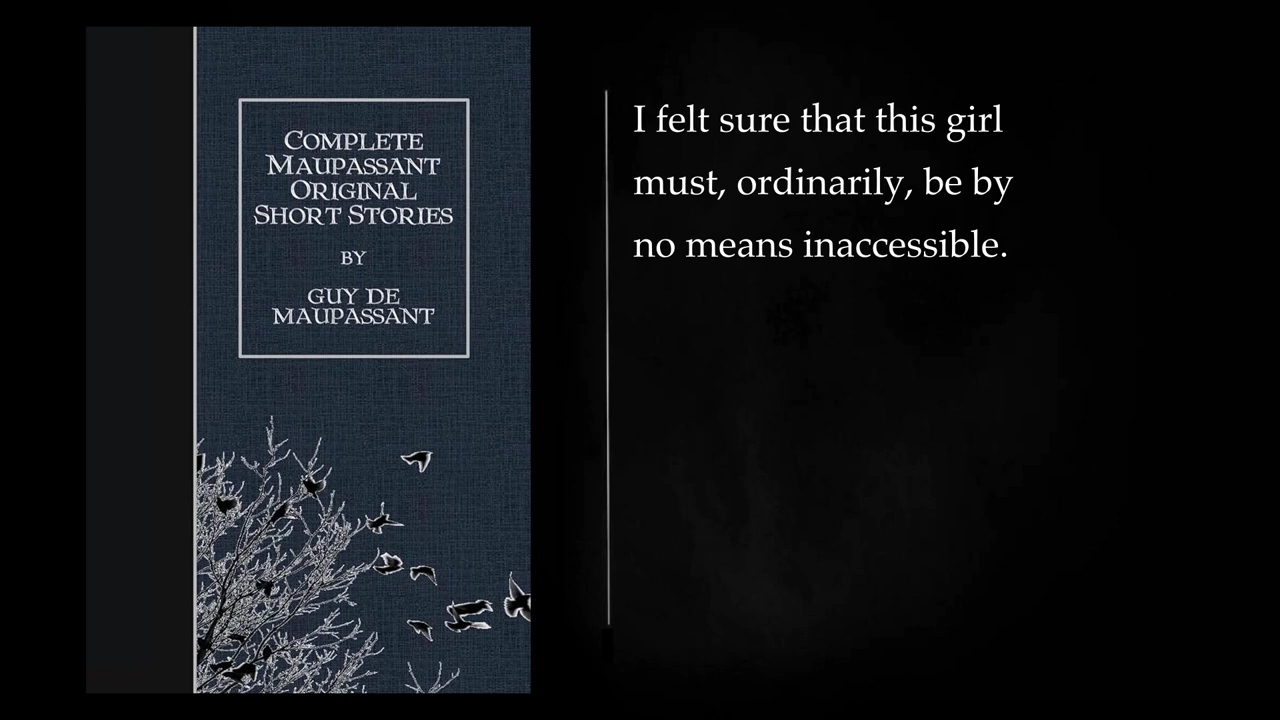 COMPLETE
MAUPASSANT
ORIGINAL
SHORT STORIES
BY
GUY DE
MAUPASSANT
I felt sure that this girl
must, ordinarily, be by
no means inaccessible.